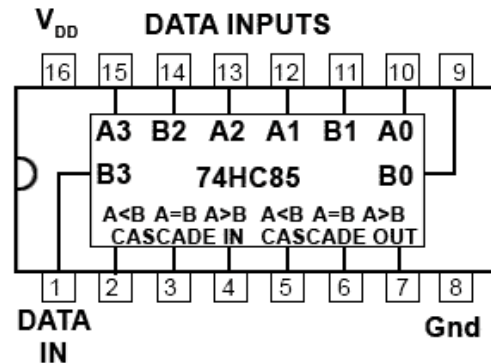 V_DD DATA INPUTS
16 15 14 13 12 11 10 9
A3 B2 A2 A1 B1 A0
B3 74HC85 B0
A<B A=B A>B A<B A=B A>B
CASCADE IN CASCADE OUT
1 2 3 4 5 6 7 8
DATA IN Gnd